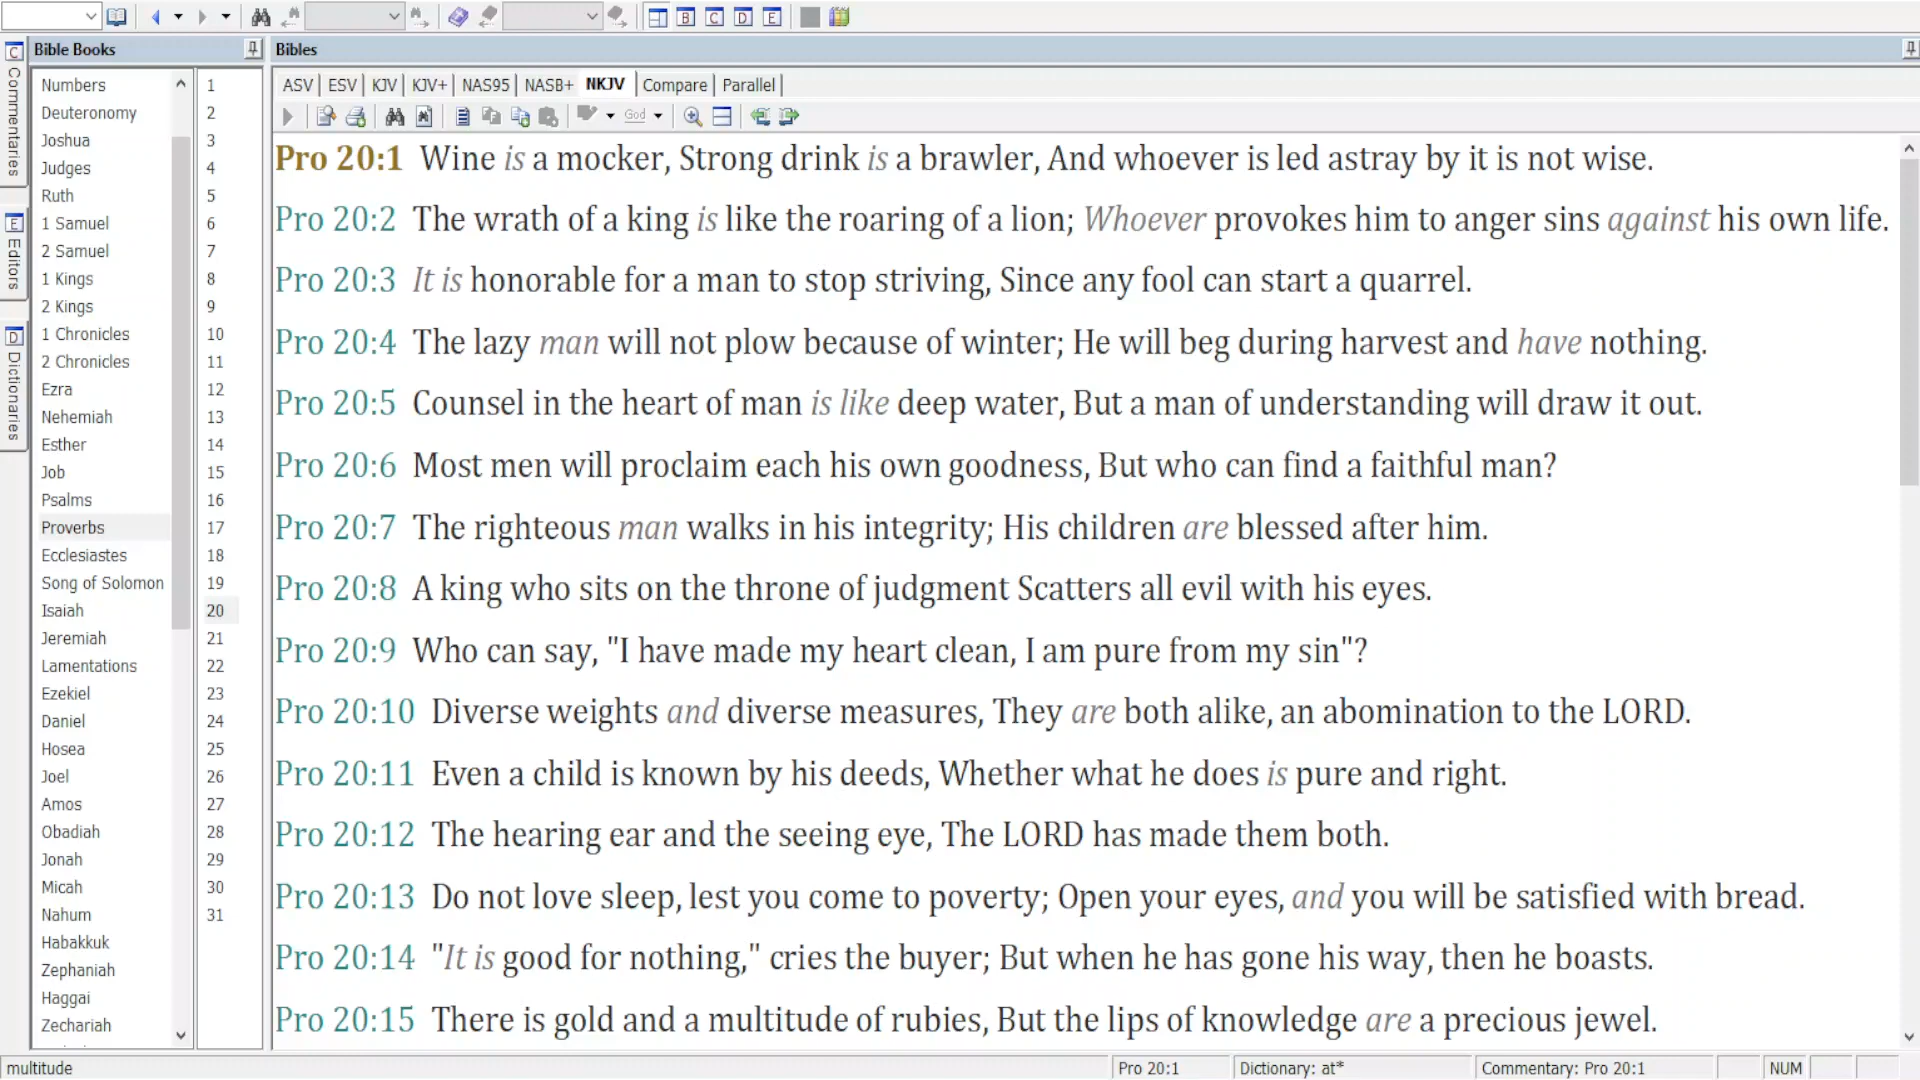 Bible Books
Bibles
Commentaries
Editors
Dictionaries
Numbers
Deuteronomy
Joshua
Judges
Ruth
1 Samuel
2 Samuel
1 Kings
2 Kings
1 Chronicles
2 Chronicles
Ezra
Nehemiah
Esther
Job
Psalms
Proverbs
Ecclesiastes
Song of Solomon
Isaiah
Jeremiah
Lamentations
Ezekiel
Daniel
Hosea
Joel
Amos
Obadiah
Jonah
Micah
Nahum
Habakkuk
Zephaniah
Haggai
Zechariah
1
2
3
4
5
6
7
8
9
10
11
12
13
14
15
16
17
18
19
20
21
22
23
24
25
26
27
28
29
30
31
ASV ESV KJV KJV+ NAS95 NASB+ NKJV Compare Parallel
God
Pro 20:1 Wine is a mocker, Strong drink is a brawler, And whoever is led astray by it is not wise.
Pro 20:2 The wrath of a king is like the roaring of a lion; Whoever provokes him to anger sins against his own life.
Pro 20:3 It is honorable for a man to stop striving, Since any fool can start a quarrel.
Pro 20:4 The lazy man will not plow because of winter; He will beg during harvest and have nothing.
Pro 20:5 Counsel in the heart of man is like deep water, But a man of understanding will draw it out.
Pro 20:6 Most men will proclaim each his own goodness, But who can find a faithful man?
Pro 20:7 The righteous man walks in his integrity; His children are blessed after him.
Pro 20:8 A king who sits on the throne of judgment Scatters all evil with his eyes.
Pro 20:9 Who can say, "I have made my heart clean, I am pure from my sin"?
Pro 20:10 Diverse weights and diverse measures, They are both alike, an abomination to the LORD.
Pro 20:11 Even a child is known by his deeds, Whether what he does is pure and right.
Pro 20:12 The hearing ear and the seeing eye, The LORD has made them both.
Pro 20:13 Do not love sleep, lest you come to poverty; Open your eyes, and you will be satisfied with bread.
Pro 20:14 "It is good for nothing," cries the buyer; But when he has gone his way, then he boasts.
Pro 20:15 There is gold and a multitude of rubies, But the lips of knowledge are a precious jewel.
multitude
Pro 20:1
Dictionary: at*
Commentary: Pro 20:1
NUM